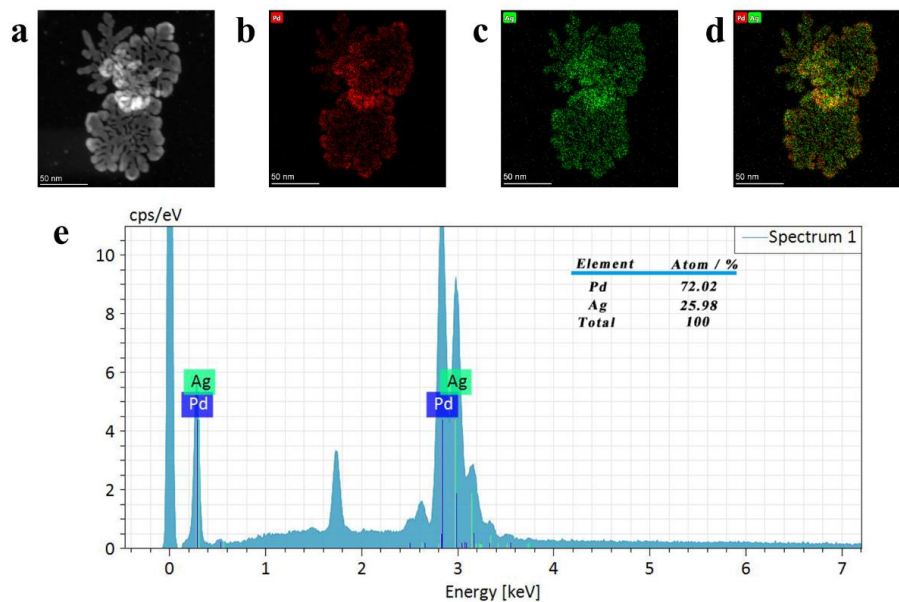 a
50 nm
b
Pd
50 nm
c
Ag
50 nm
d
Pd Ag
50 nm
e
cps/eV
10
8
6
4
2
0
Ag
Pd
Ag
Pd
Spectrum 1
Element Atom / %
Pd 72.02
Ag 25.98
Total 100
0 1 2 3 4 5 6 7
Energy [keV]